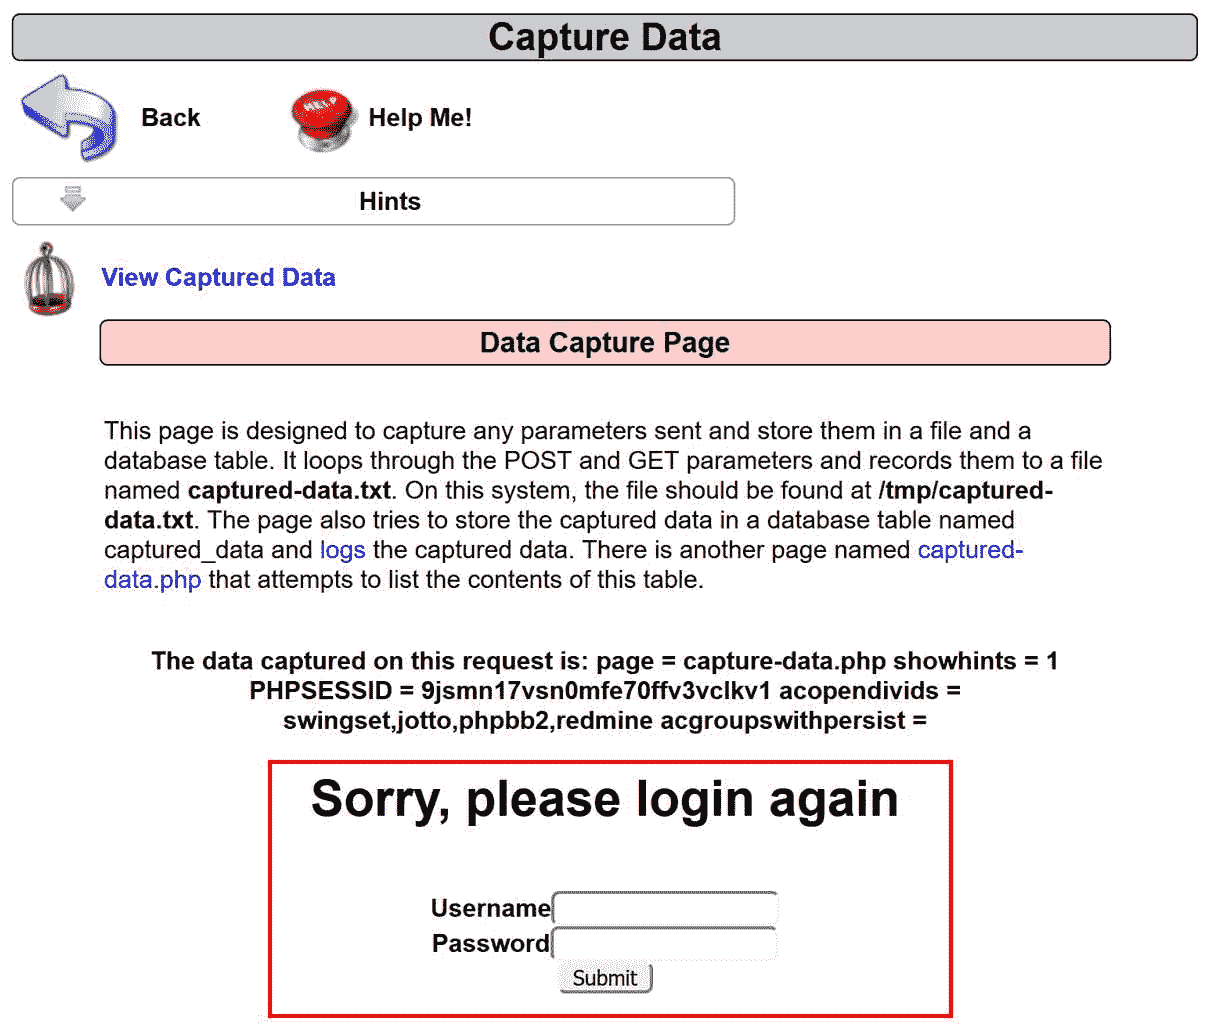 Capture Data
Back
HELP
Help Me!
Hints
View Captured Data
Data Capture Page
This page is designed to capture any parameters sent and store them in a file and a
database table. It loops through the POST and GET parameters and records them to a file
named captured-data.txt. On this system, the file should be found at /tmp/captured-
data.txt. The page also tries to store the captured data in a database table named
captured_data and logs the captured data. There is another page named captured-
data.php that attempts to list the contents of this table.
The data captured on this request is: page = capture-data.php showhints = 1
PHPSESSID = 9jsmn17vsn0mfe70ffv3vclkv1 acopendivids =
swingset,jotto,phpbb2,redmine acgroupswithpersist =
Sorry, please login again
Username
Password
Submit